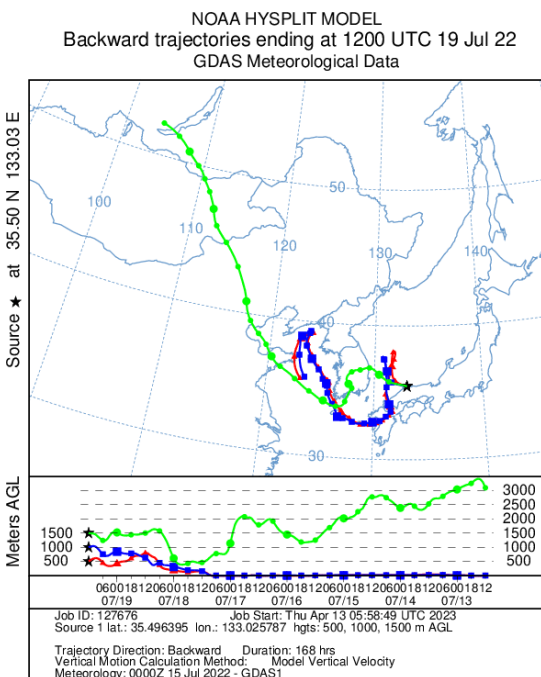 NOAA HYSPLIT MODEL
Backward trajectories ending at 1200 UTC 19 Jul 22
GDAS Meteorological Data
Source ★ at 35.50 N 133.03 E
100
110
120
130
140
50
40
30
Meters AGL
1500
1000
500
3000
2500
2000
1500
1000
500
06 00 18 12 06 00 18 12 06 00 18 12 06 00 18 12 06 00 18 12 06 00 18 12 06 00 18 12
07/19 07/18 07/17 07/16 07/15 07/14 07/13
Job ID: 127676 Job Start: Thu Apr 13 05:58:49 UTC 2023
Source 1 lat.: 35.496395 lon.: 133.025787 hgts: 500, 1000, 1500 m AGL
Trajectory Direction: Backward Duration: 168 hrs
Vertical Motion Calculation Method: Model Vertical Velocity
Meteorology: 0000Z 15 Jul 2022 - GDAS1